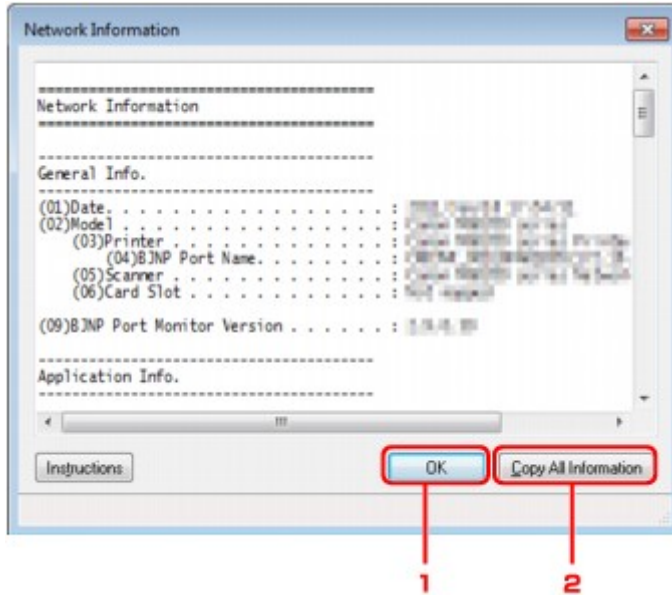 Network Information
========================================
Network Information
========================================
----------------------------------------
General Info.
----------------------------------------
(01)Date. . . . . . . . . . . . . . . . . :
(02)Model . . . . . . . . . . . . . . . . :
(03)Printer . . . . . . . . . . . . . :
(04)BJNP Port Name. . . . . . . . :
(05)Scanner . . . . . . . . . . . . . :
(06)Card Slot . . . . . . . . . . . . :
(09)BJNP Port Monitor Version . . . . . . :
----------------------------------------
Application Info.
----------------------------------------
Instructions OK Copy All Information
1 2